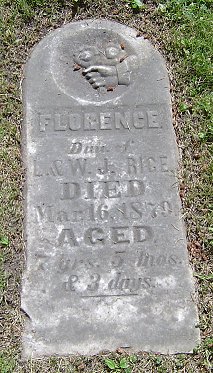 FLORENCE
Dau. of
L. & W. J. RICE.
DIED
Mar. 16, 1879
AGED
7 yrs. 5 mos.
& 3 days.